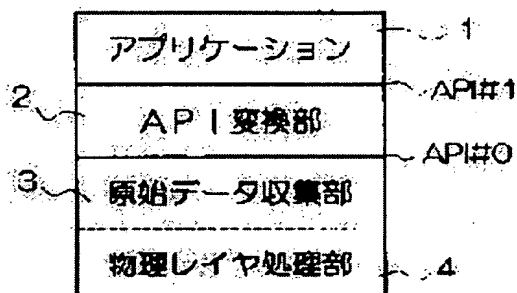 アプリケーション 1
API#1
2 API変換部
API#0
3 原始データ収集部
物理レイヤ処理部 4